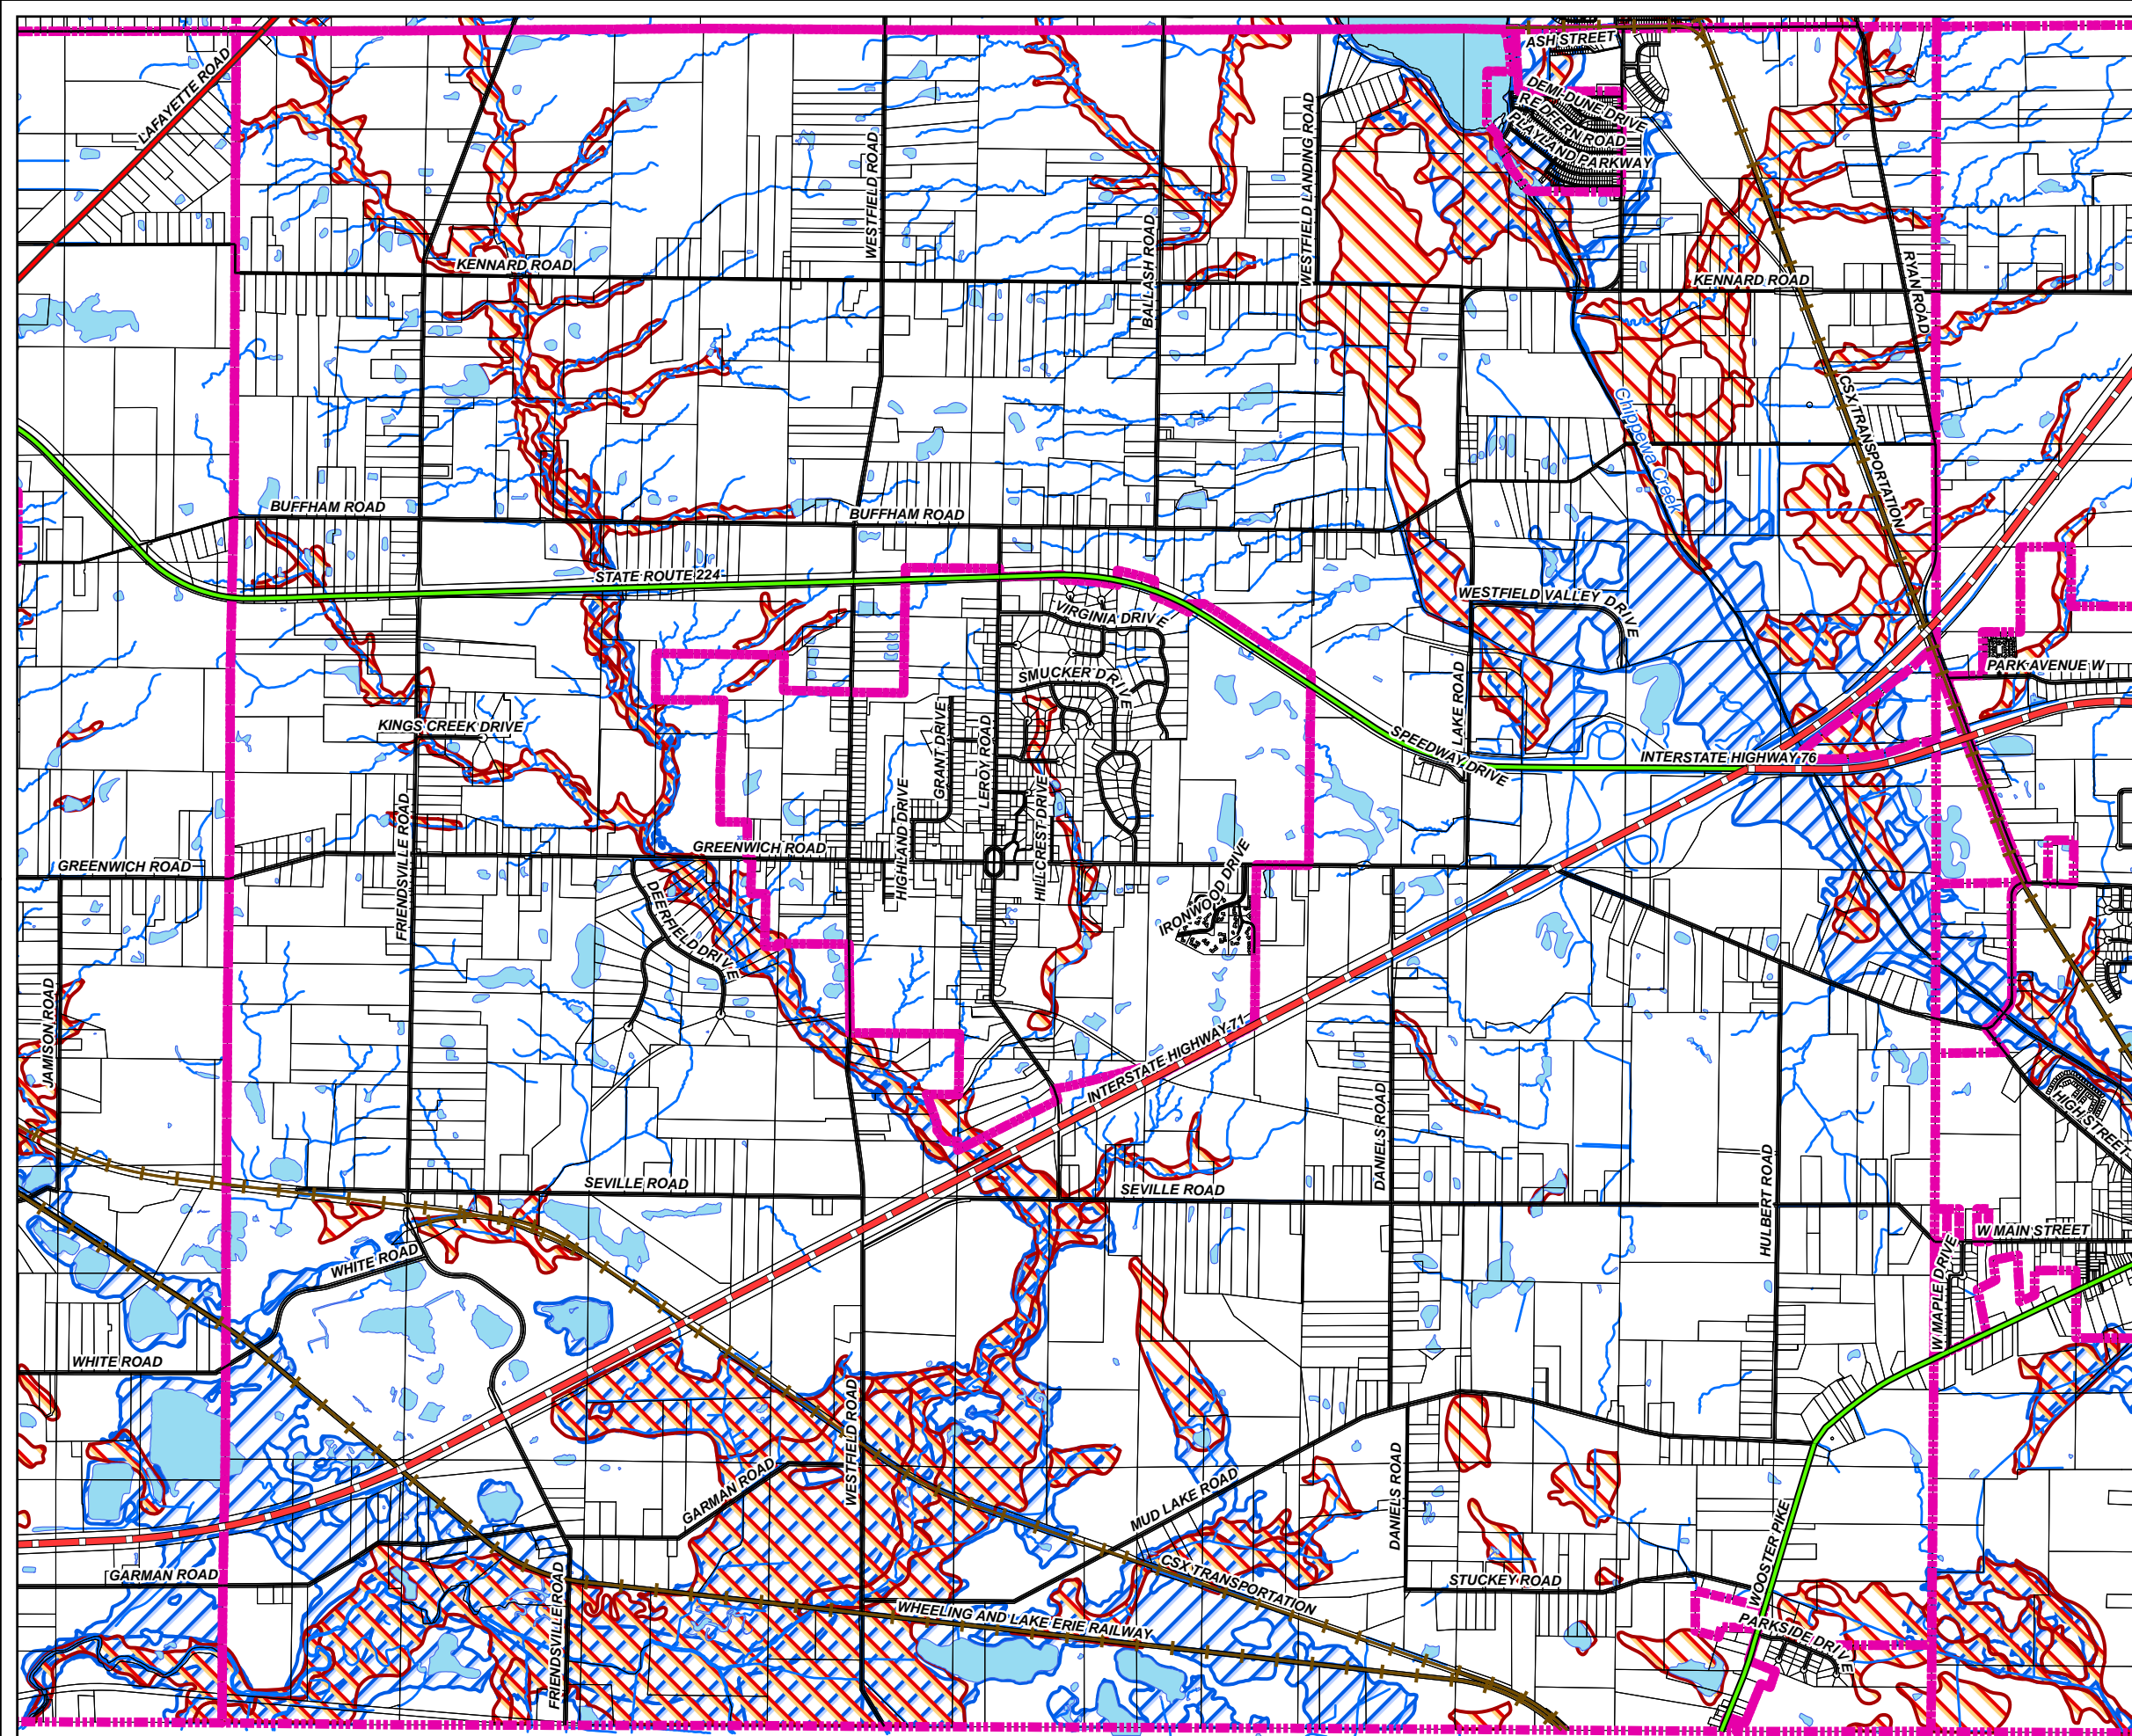 ASH STREET
LAFAYETTE ROAD
DEMI-DUNE DRIVE
REDFERN ROAD
PLAYLAND PARKWAY
WESTFIELD ROAD
WESTFIELD LANDING ROAD
BALLASH ROAD
KENNARD ROAD
KENNARD ROAD
RYAN ROAD
CSX TRANSPORTATION
Chippewa Creek
BUFFHAM ROAD
BUFFHAM ROAD
STATE ROUTE 224
WESTFIELD VALLEY DRIVE
VIRGINIA DRIVE
SMUCKER DRIVE
PARK AVENUE W
LAKE ROAD
KINGS CREEK DRIVE
GRANT DRIVE
LEROY ROAD
SPEEDWAY DRIVE
INTERSTATE HIGHWAY 76
HIGHLAND DRIVE
HILLCREST DRIVE
FRIENDSVILLE ROAD
GREENWICH ROAD
GREENWICH ROAD
IRONWOOD DRIVE
DEERFIELD DRIVE
JAMISON ROAD
INTERSTATE HIGHWAY 71
DANIELS ROAD
HIGH STREET
HULBERT ROAD
SEVILLE ROAD
SEVILLE ROAD
W MAIN STREET
WHITE ROAD
W MAPLE DRIVE
WHITE ROAD
WESTFIELD ROAD
GARMAN ROAD
MUD LAKE ROAD
DANIELS ROAD
WOOSTER PIKE
CSX TRANSPORTATION
GARMAN ROAD
STUCKEY ROAD
FRIENDSVILLE ROAD
WHEELING AND LAKE ERIE RAILWAY
PARKSIDE DRIVE